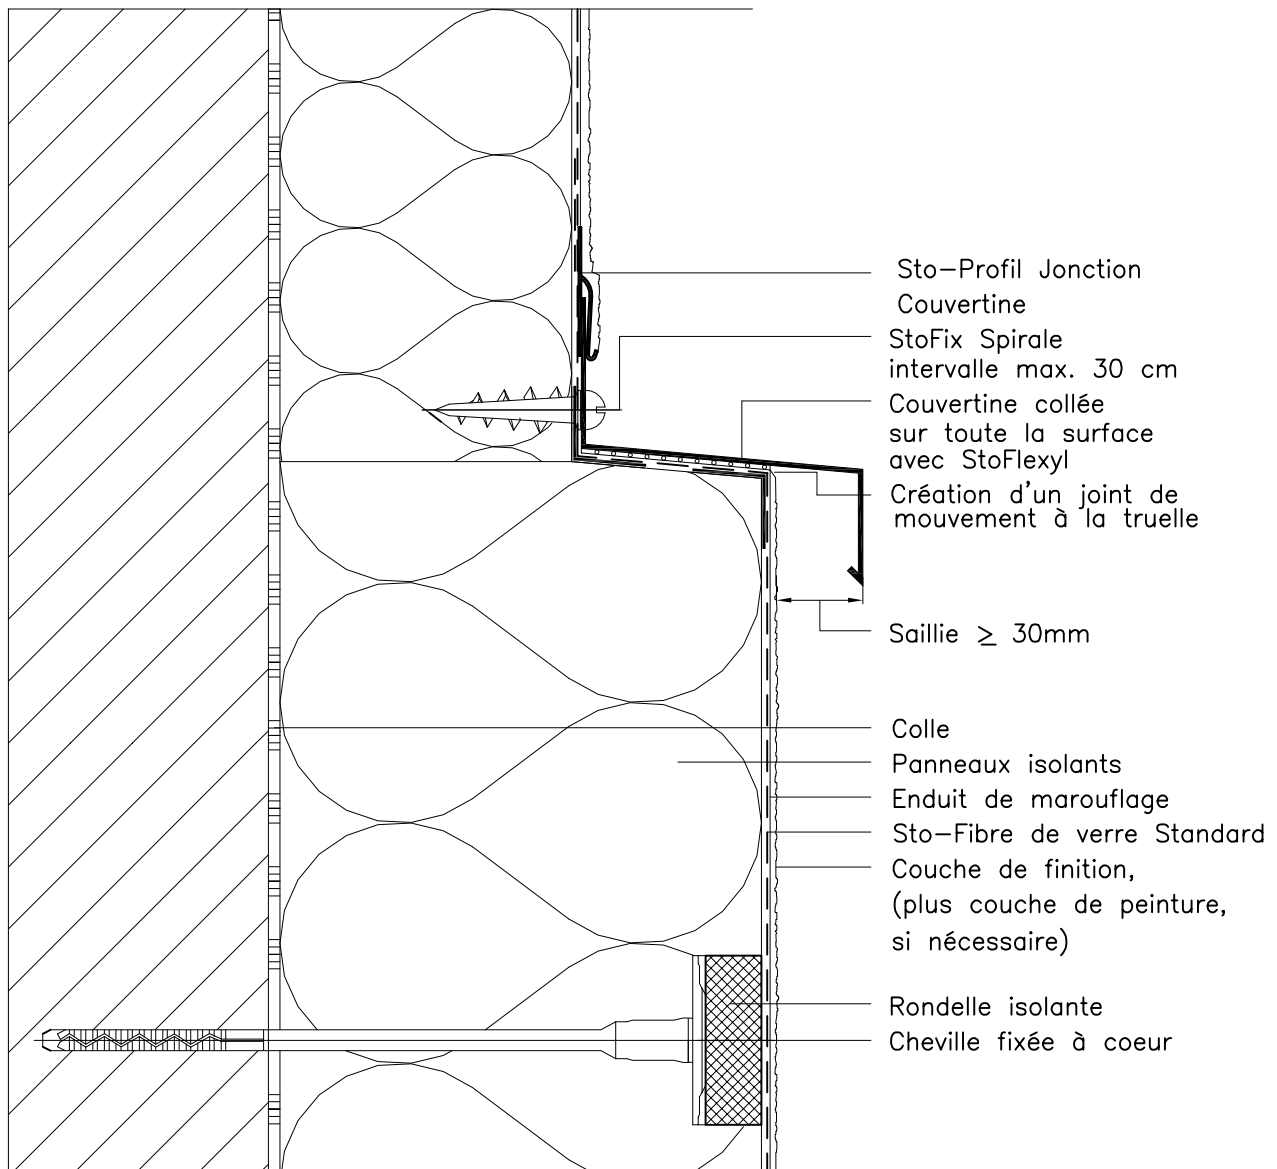 Sto-Profil Jonction
Couvertine
StoFix Spirale
intervalle max. 30 cm
Couvertine collée
sur toute la surface
avec StoFlexyl
Création d'un joint de
mouvement à la truelle
Saillie ≥ 30mm
Colle
Panneaux isolants
Enduit de marouflage
Sto-Fibre de verre Standard
Couche de finition,
(plus couche de peinture,
si nécessaire)
Rondelle isolante
Cheville fixée à coeur